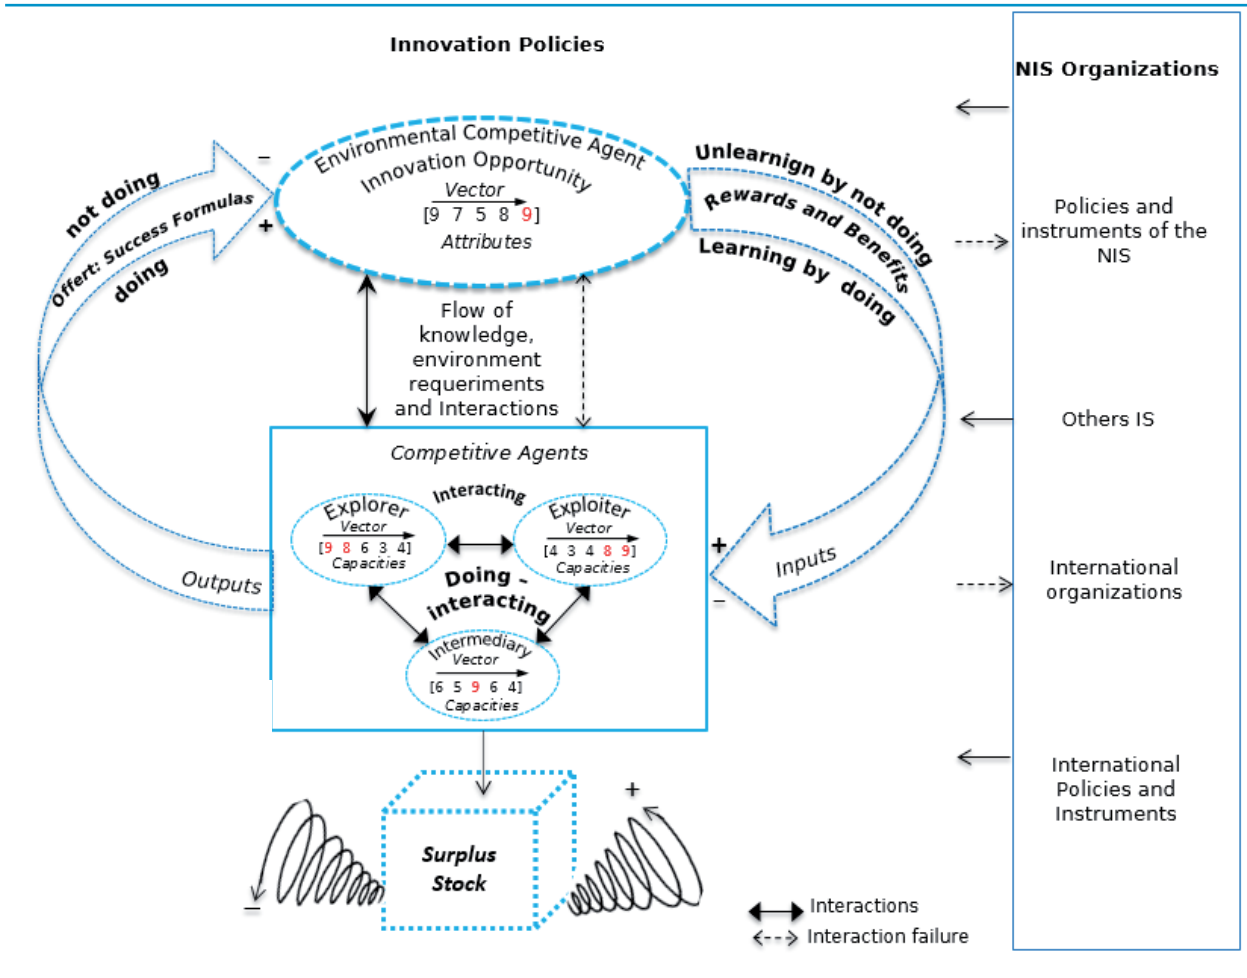 Innovation Policies
NIS Organizations
Environmental Competitive Agent
Innovation Opportunity
Vector
[9 7 5 8 9]
Attributes
–
+
not doing
Offert: Success Formulas
doing
Unlearnign by not doing
Rewards and Benefits
Learning by doing
Policies and
instruments of the
NIS
Flow of
knowledge,
environment
requeriments
and Interactions
Others IS
Competitive Agents
Interacting
Explorer
Vector
[9 8 6 3 4]
Capacities
Exploiter
Vector
[4 3 4 8 9]
Capacities
Doing -
interacting
Intermediary
Vector
[6 5 9 6 4]
Capacities
Outputs
Inputs
+
–
International
organizations
International
Policies and
Instruments
Surplus
Stock
–
+
Interactions
Interaction failure